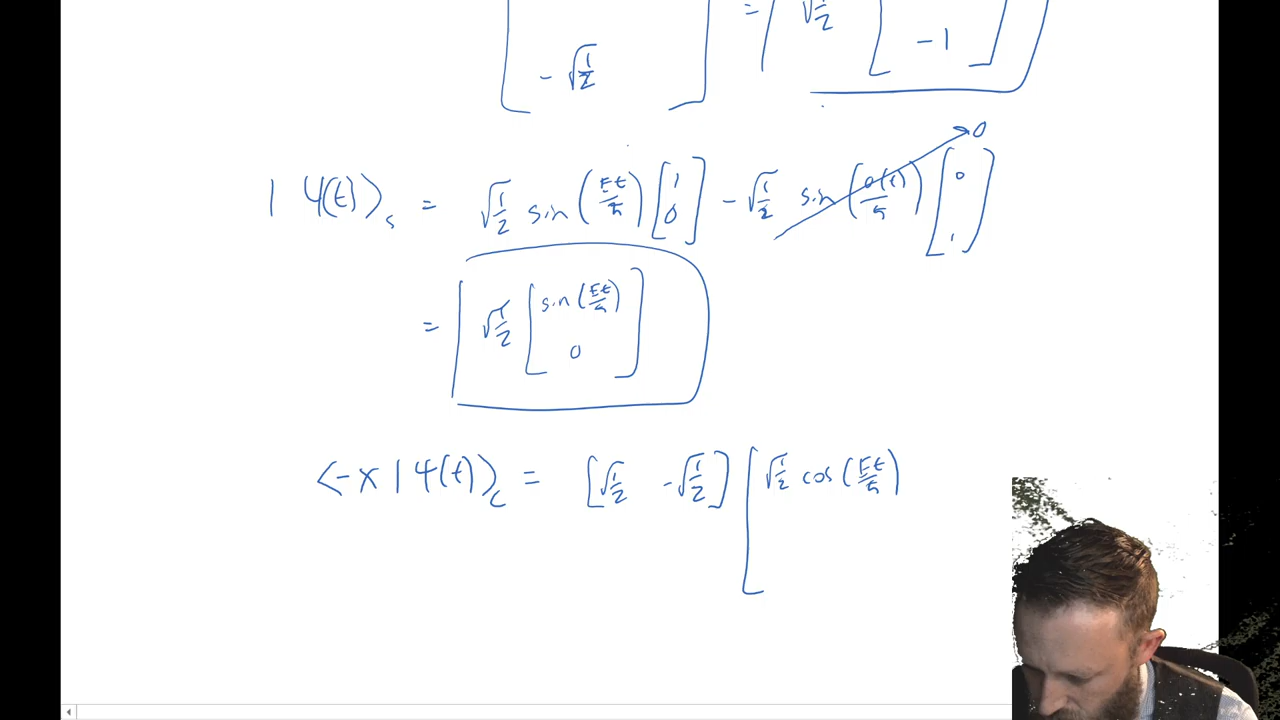 -√1/2 = √1/2 [ -1 ]
|ψ(t)⟩s = √1/2 sin(Et/ħ) [1 0] - √1/2 sin(0(t)/ħ) [0 1] → 0
= √1/2 [sin(Et/ħ) 0]
<-x|ψ(t)⟩c = [√1/2 -√1/2] [√1/2 cos(Et/ħ)